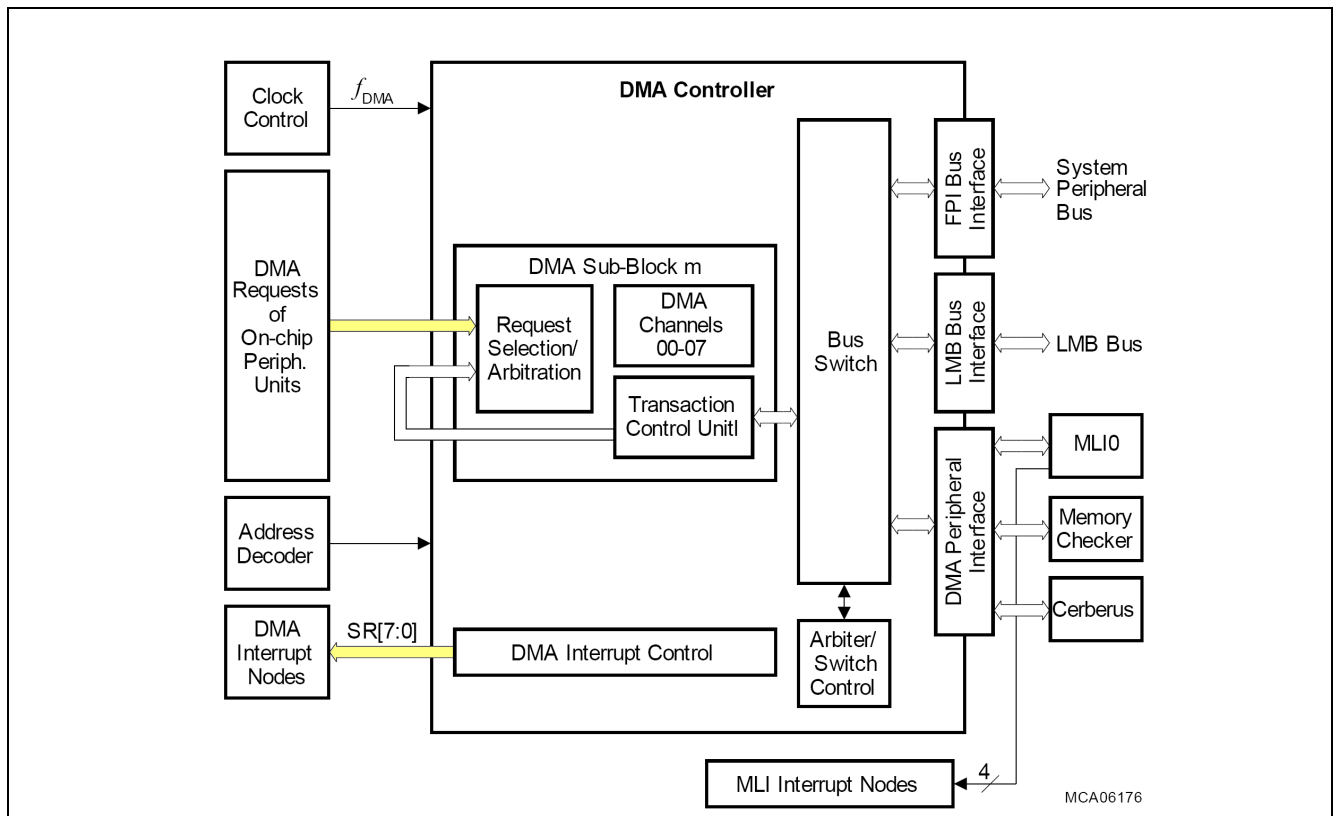 DMA Controller
Clock
Control
fDMA
DMA
Requests
of
On-chip
Periph.
Units
DMA Sub-Block m
Request
Selection/
Arbitration
DMA
Channels
00-07
Transaction
Control Unitl
Bus
Switch
FPI Bus
Interface
System
Peripheral
Bus
LMB Bus
Interface
LMB Bus
DMA Peripheral
Interface
MLI0
Memory
Checker
Cerberus
Address
Decoder
DMA
Interrupt
Nodes
SR[7:0]
DMA Interrupt Control
Arbiter/
Switch
Control
MLI Interrupt Nodes
4
MCA06176